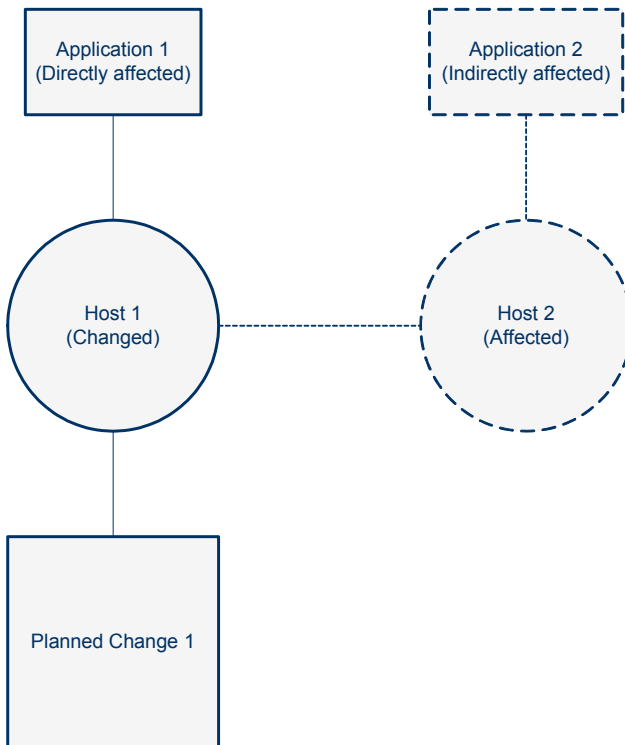 Application 1
(Directly affected)
Application 2
(Indirectly affected)
Host 1
(Changed)
Host 2
(Affected)
Planned Change 1